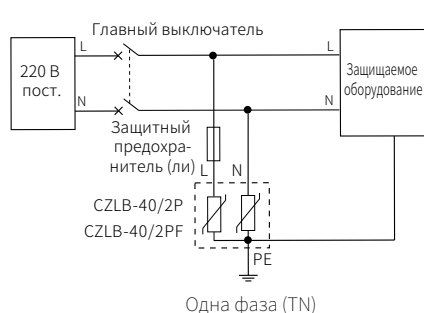 Главный выключатель
L
L
220 В
пост.
Защищаемое
оборудование
N
N
Защитный
предохра-
нитель (ли)
L
N
CZLB-40/2P
CZLB-40/2PF
PE
Одна фаза (TN)